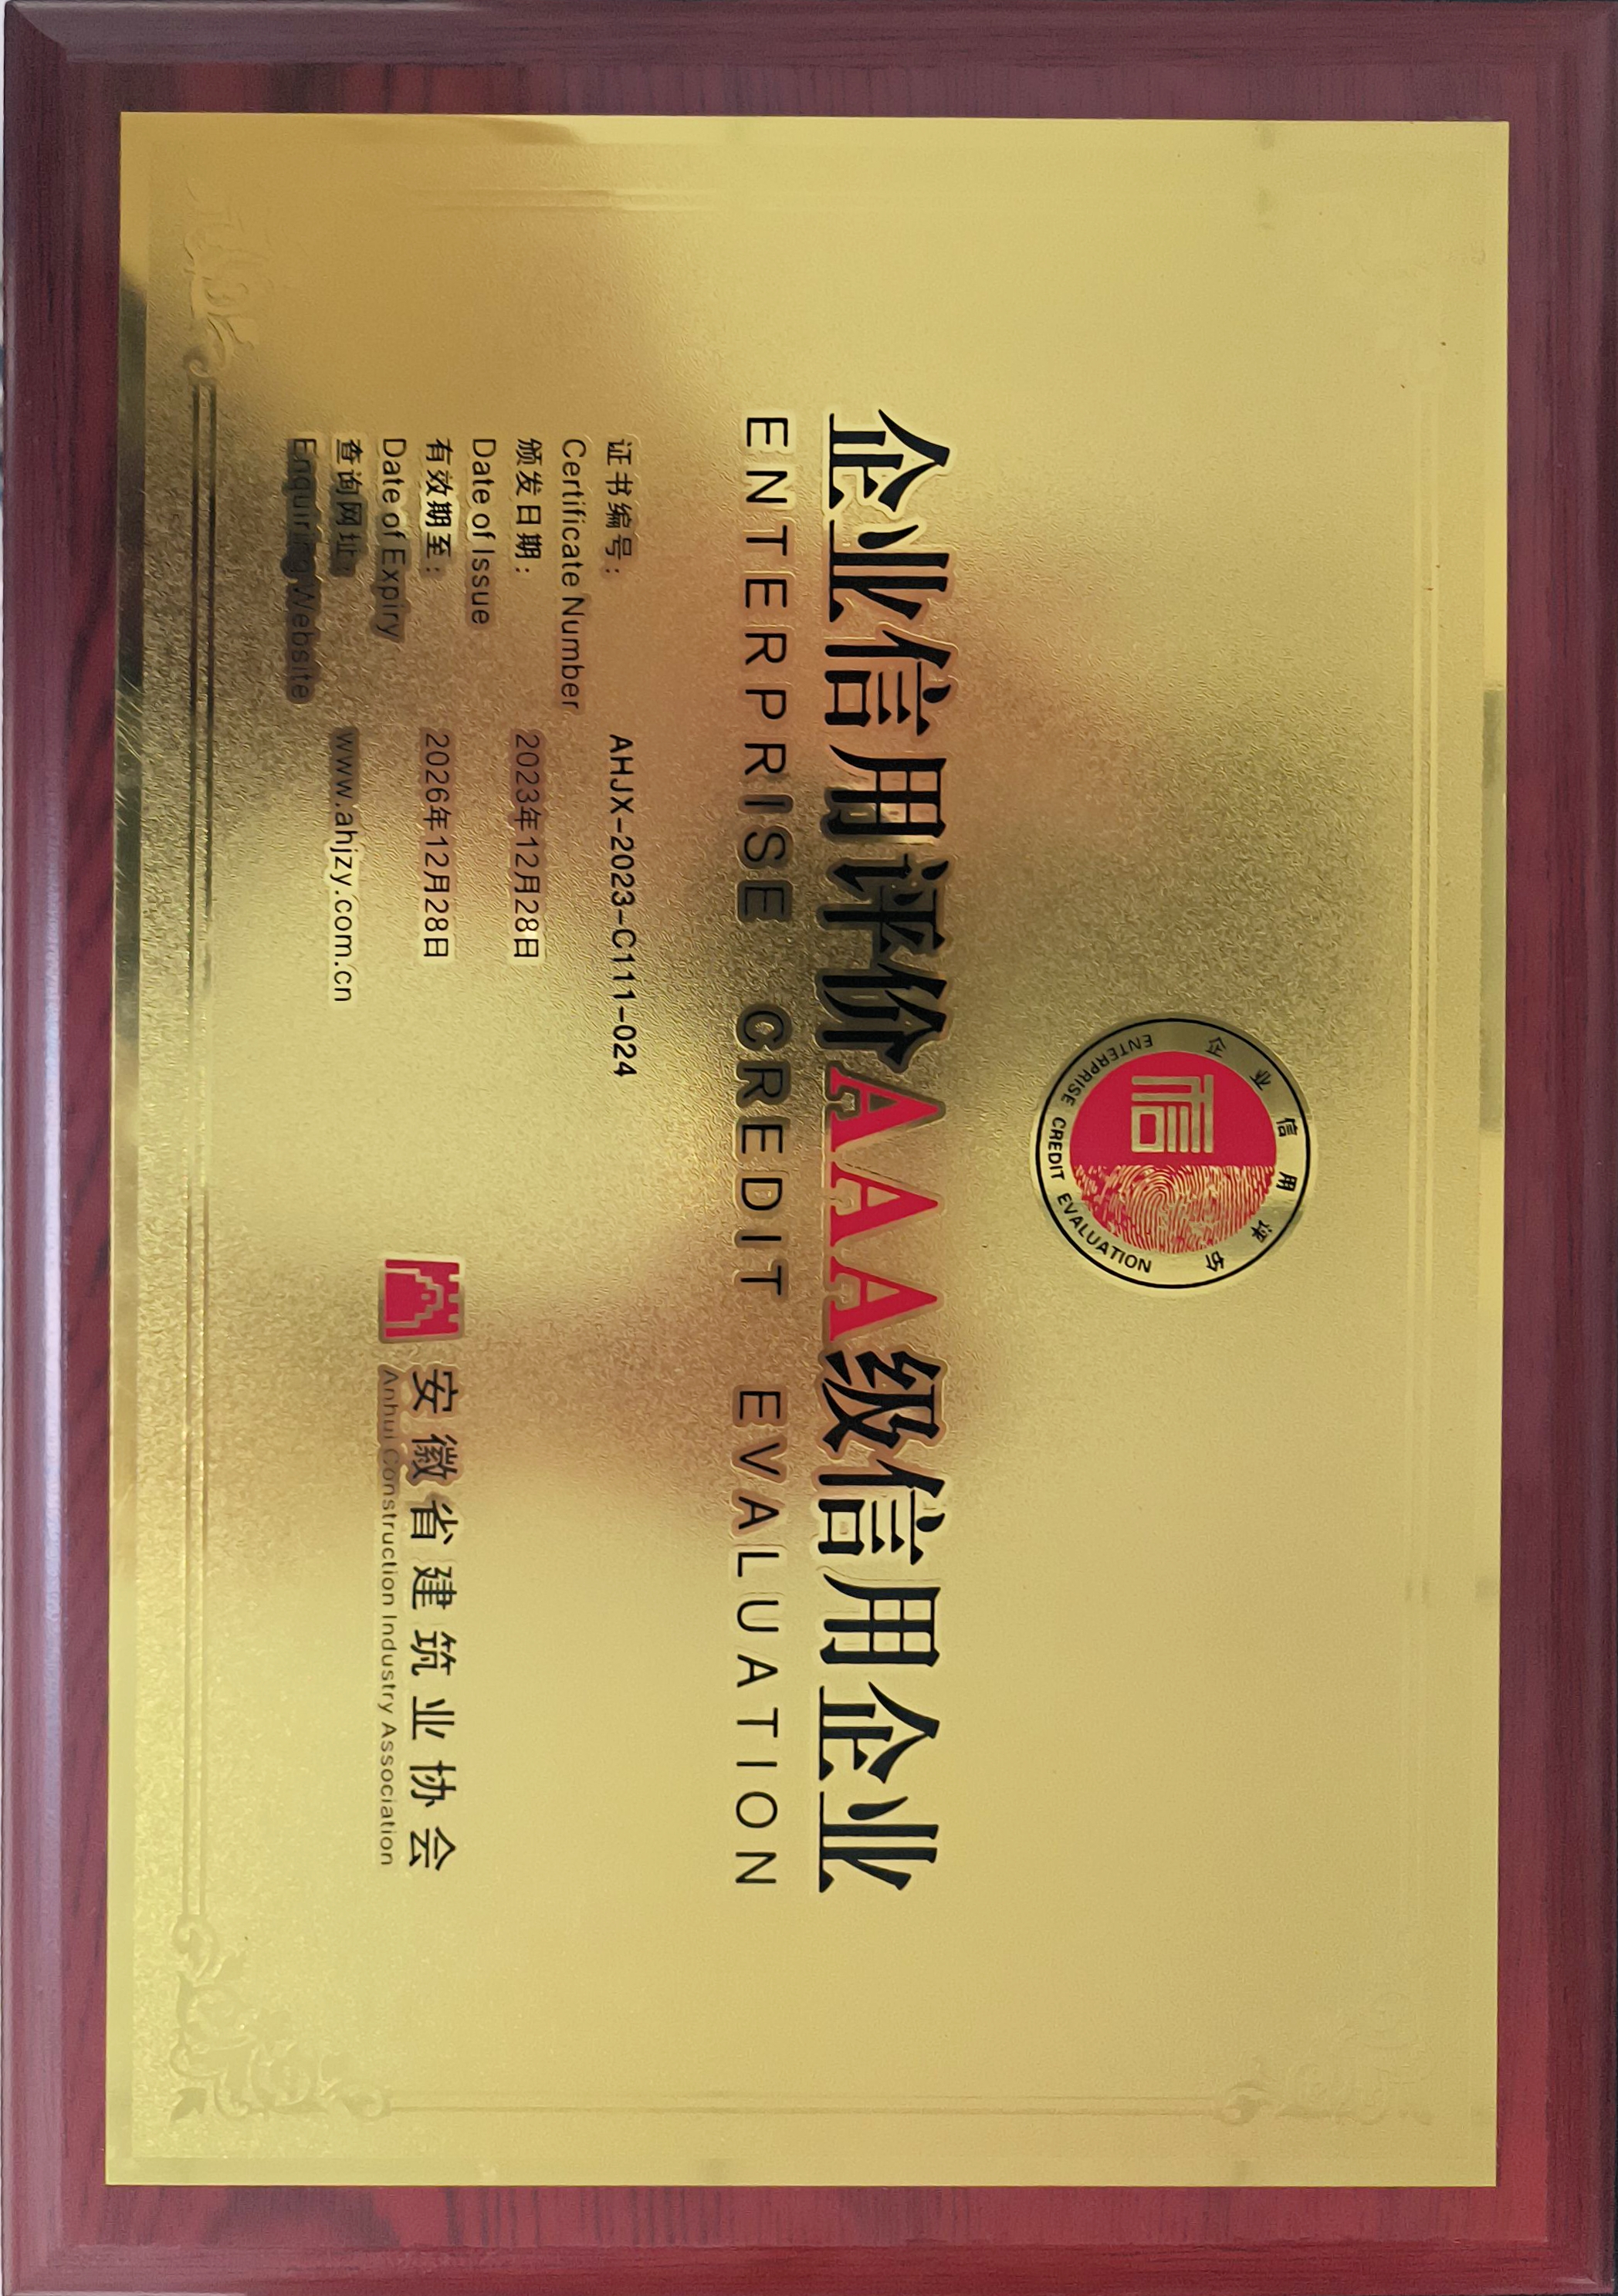 企业信用评价
信
ENTERPRISE CREDIT EVALUATION
企业信用评价AAA级信用企业
ENTERPRISE CREDIT EVALUATION
证书编号： AHJX-2023-C111-024
Certificate Number
颁发日期： 2023年12月28日
Date of Issue
有效期至： 2026年12月28日
Date of Expiry
查询网址： www.ahjzy.com.cn
Enquiring Website
安徽省建筑业协会
Anhui Construction Industry Association